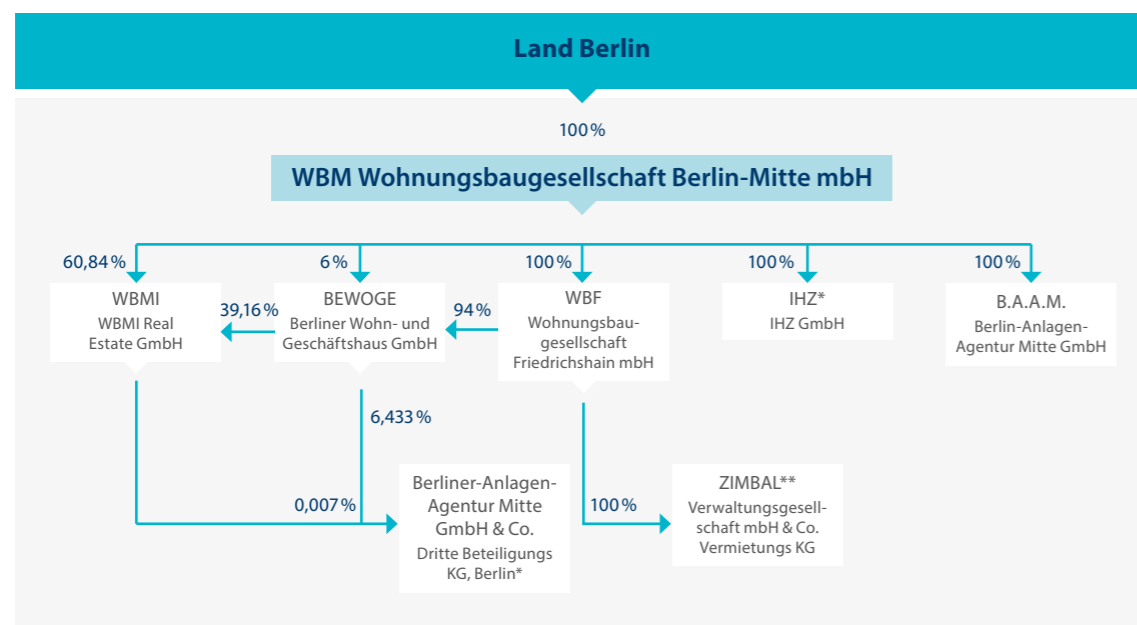 Land Berlin
100 %
WBM Wohnungsbaugesellschaft Berlin-Mitte mbH
60,84 %
6 %
100 %
100 %
100 %
WBMI
WBMI Real
Estate GmbH
39,16 %
BEWOGE
Berliner Wohn- und
Geschäftshaus GmbH
94 %
WBF
Wohnungsbau-
gesellschaft
Friedrichshain mbH
IHZ*
IHZ GmbH
B.A.A.M.
Berlin-Anlagen-
Agentur Mitte GmbH
6,433 %
0,007 %
Berliner-Anlagen-
Agentur Mitte
GmbH & Co.
Dritte Beteiligungs
KG, Berlin*
100 %
ZIMBAL**
Verwaltungsgesell-
schaft mbH & Co.
Vermietungs KG